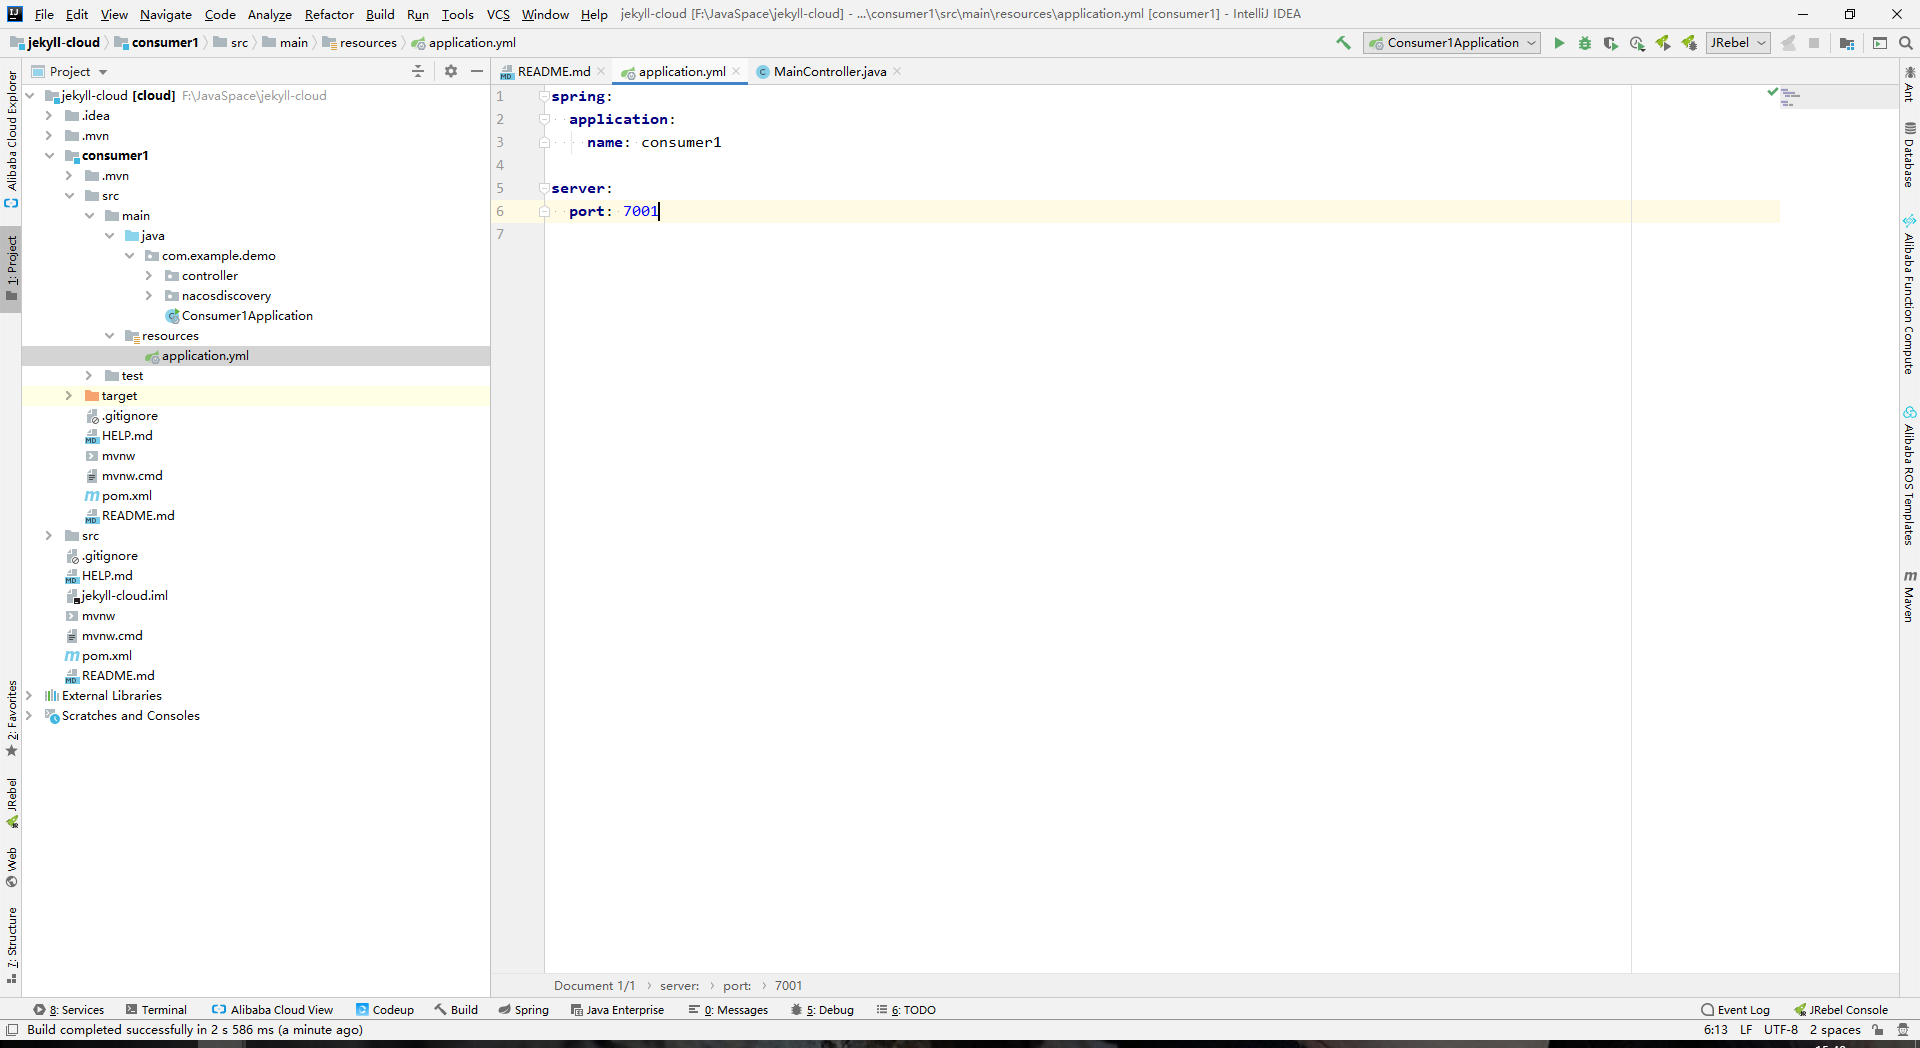 File Edit View Navigate Code Analyze Refactor Build Run Tools VCS Window Help jekyll-cloud [F:\JavaSpace\jekyll-cloud] - ...\consumer1\src\main\resources\application.yml [consumer1] - IntelliJ IDEA
jekyll-cloud consumer1 src main resources application.yml Consumer1Application JRebel
Project
README.md application.yml MainController.java
jekyll-cloud [cloud] F:\JavaSpace\jekyll-cloud
.idea
.mvn
consumer1
.mvn
src
main
java
com.example.demo
controller
nacosdiscovery
Consumer1Application
resources
application.yml
test
target
.gitignore
HELP.md
mvnw
mvnw.cmd
pom.xml
README.md
src
.gitignore
HELP.md
jekyll-cloud.iml
mvnw
mvnw.cmd
pom.xml
README.md
External Libraries
Scratches and Consoles
1 spring:
2 application:
3 name: consumer1
4
5 server:
6 port: 7001
7
Alibaba Cloud Explorer
1: Project
2: Favorites
JRebel
Web
7: Structure
Ant
Database
Alibaba Function Compute
Alibaba ROS Templates
Maven
Document 1/1 server: port: 7001
8: Services Terminal Alibaba Cloud View Codeup Build Spring Java Enterprise 0: Messages 5: Debug 6: TODO Event Log JRebel Console
Build completed successfully in 2 s 586 ms (a minute ago) 6:13 LF UTF-8 2 spaces